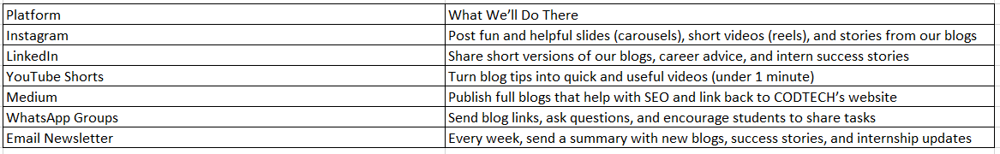 Platform What We’ll Do There
Instagram Post fun and helpful slides (carousels), short videos (reels), and stories from our blogs
LinkedIn Share short versions of our blogs, career advice, and intern success stories
YouTube Shorts Turn blog tips into quick and useful videos (under 1 minute)
Medium Publish full blogs that help with SEO and link back to CODTECH’s website
WhatsApp Groups Send blog links, ask questions, and encourage students to share tasks
Email Newsletter Every week, send a summary with new blogs, success stories, and internship updates